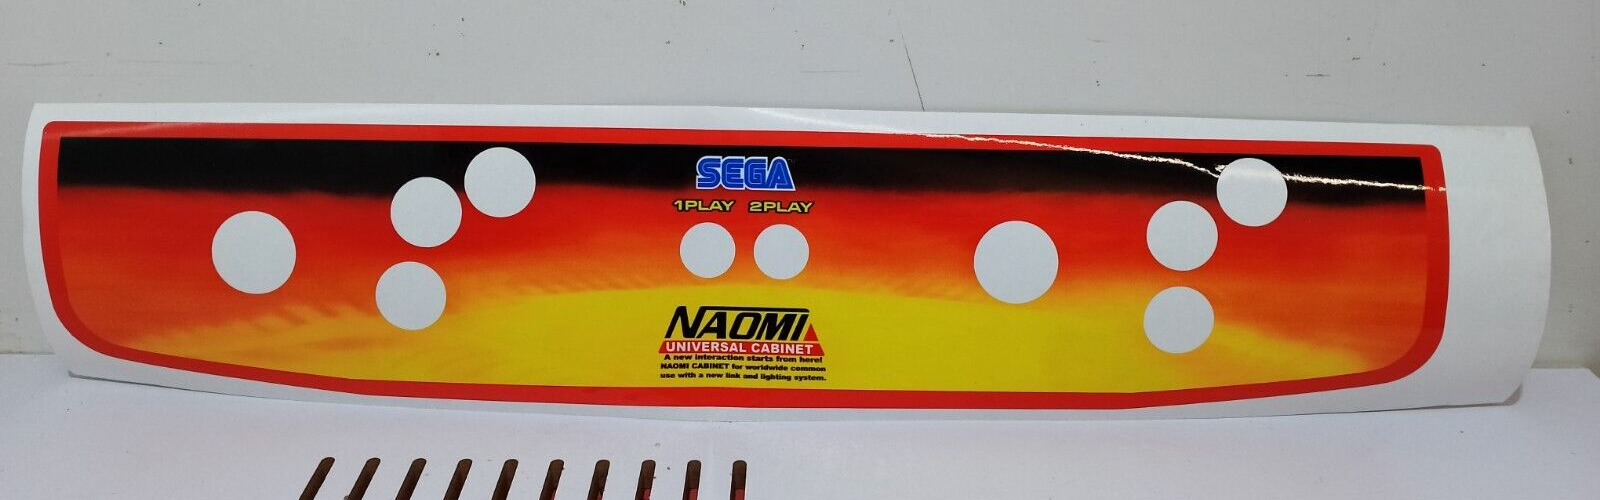 SEGA
1PLAY 2PLAY
NAOMI
UNIVERSAL CABINET
A new interaction starts from here!
NAOMI CABINET for worldwide common
use with a new link and lighting system.